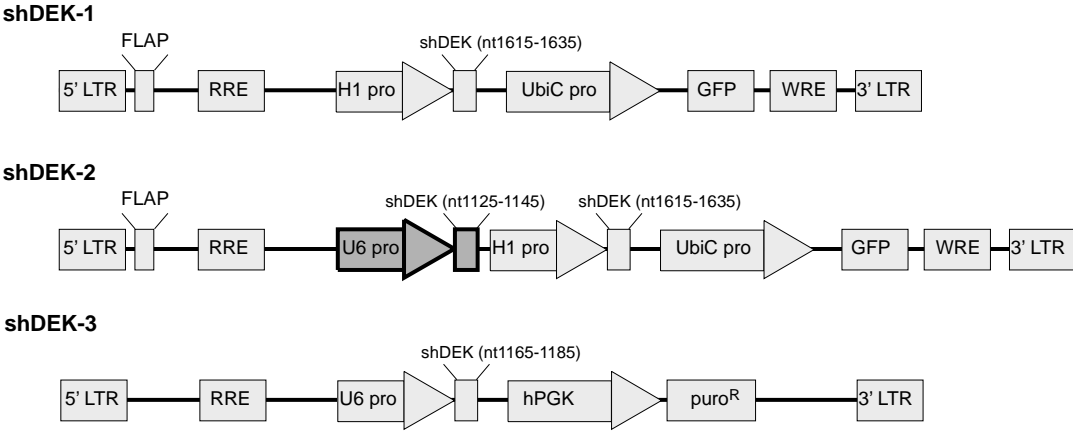 shDEK-1
FLAP
shDEK (nt1615-1635)
5’ LTR RRE H1 pro UbiC pro GFP WRE 3’ LTR
shDEK-2
FLAP shDEK (nt1125-1145) shDEK (nt1615-1635)
5’ LTR RRE U6 pro H1 pro UbiC pro GFP WRE 3’ LTR
shDEK-3
shDEK (nt1165-1185)
5’ LTR RRE U6 pro hPGK puroR 3’ LTR